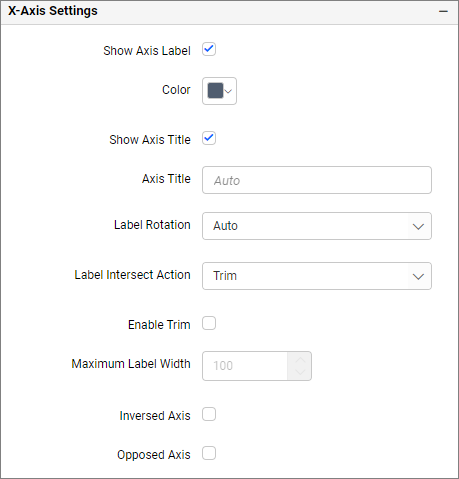 X-Axis Settings
Show Axis Label
Color
Show Axis Title
Axis Title Auto
Label Rotation Auto
Label Intersect Action Trim
Enable Trim
Maximum Label Width 100
Inversed Axis
Opposed Axis